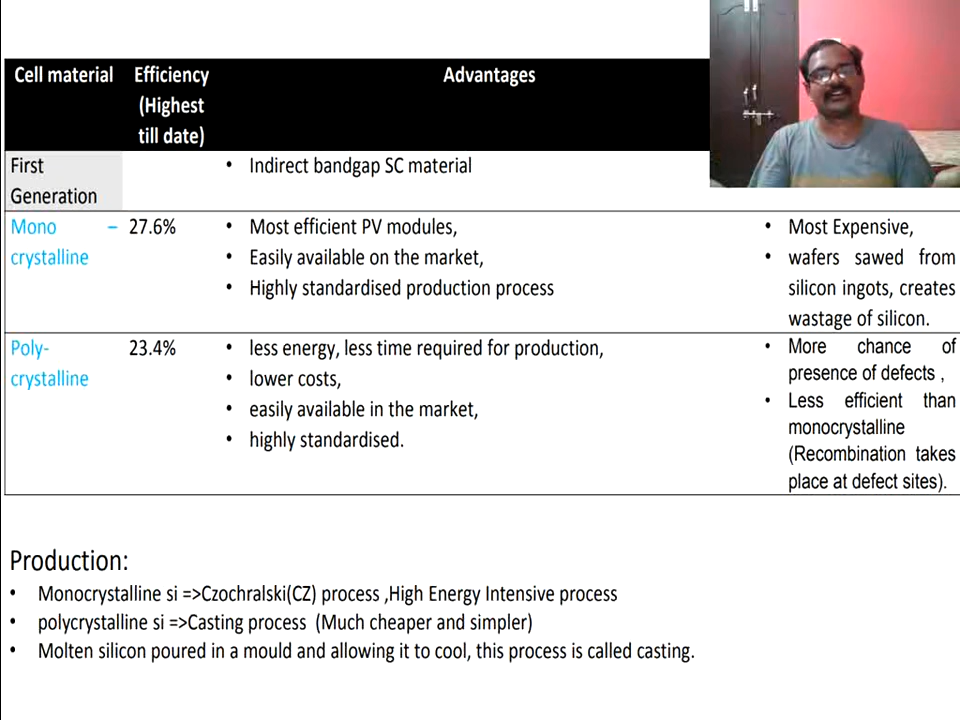 Cell material Efficiency Advantages
(Highest
till date)
First
Generation
• Indirect bandgap SC material
Mono –
crystalline
27.6%
• Most efficient PV modules,
• Easily available on the market,
• Highly standardised production process
• Most Expensive,
• wafers sawed from
silicon ingots, creates
wastage of silicon.
Poly-
crystalline
23.4%
• less energy, less time required for production,
• lower costs,
• easily available in the market,
• highly standardised.
• More chance of
presence of defects ,
• Less efficient than
monocrystalline
(Recombination takes
place at defect sites).
Production:
• Monocrystalline si =>Czochralski(CZ) process ,High Energy Intensive process
• polycrystalline si =>Casting process (Much cheaper and simpler)
• Molten silicon poured in a mould and allowing it to cool, this process is called casting.